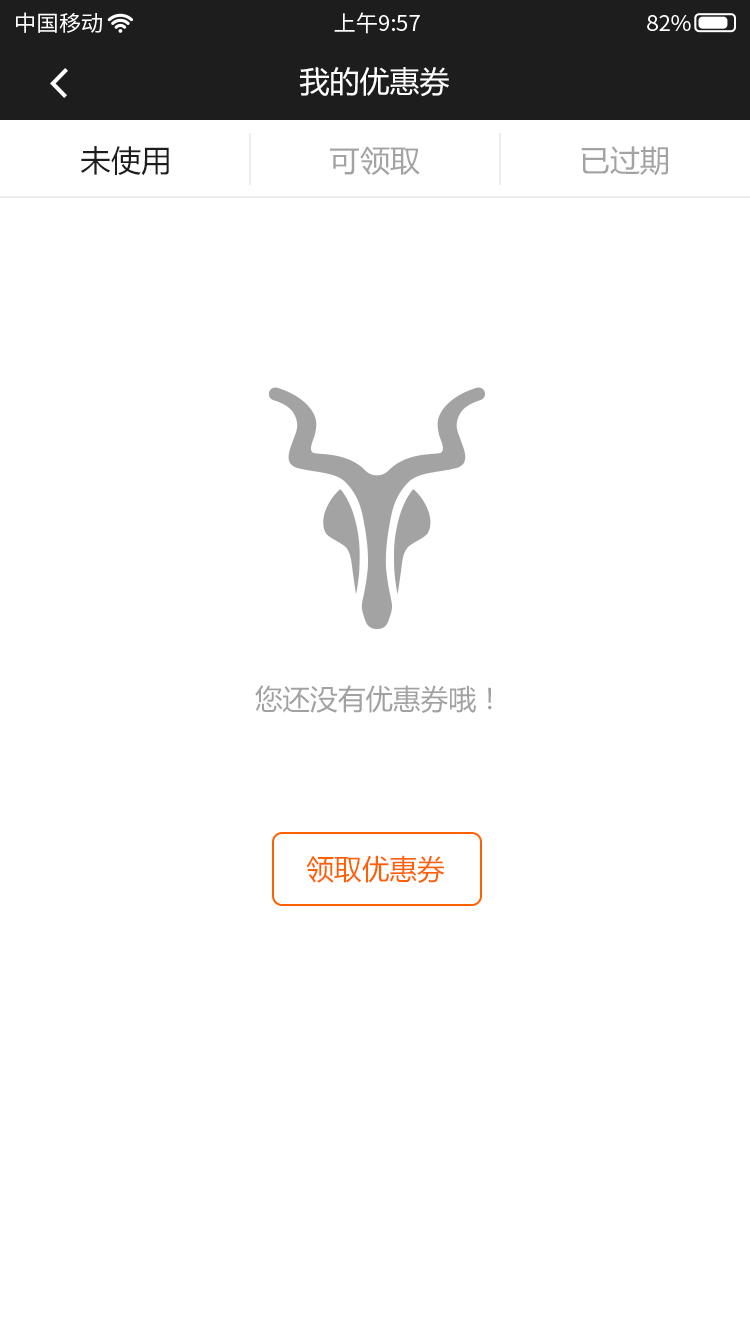 中国移动 上午9:57 82%
我的优惠券
未使用 可领取 已过期
您还没有优惠券哦！
领取优惠券